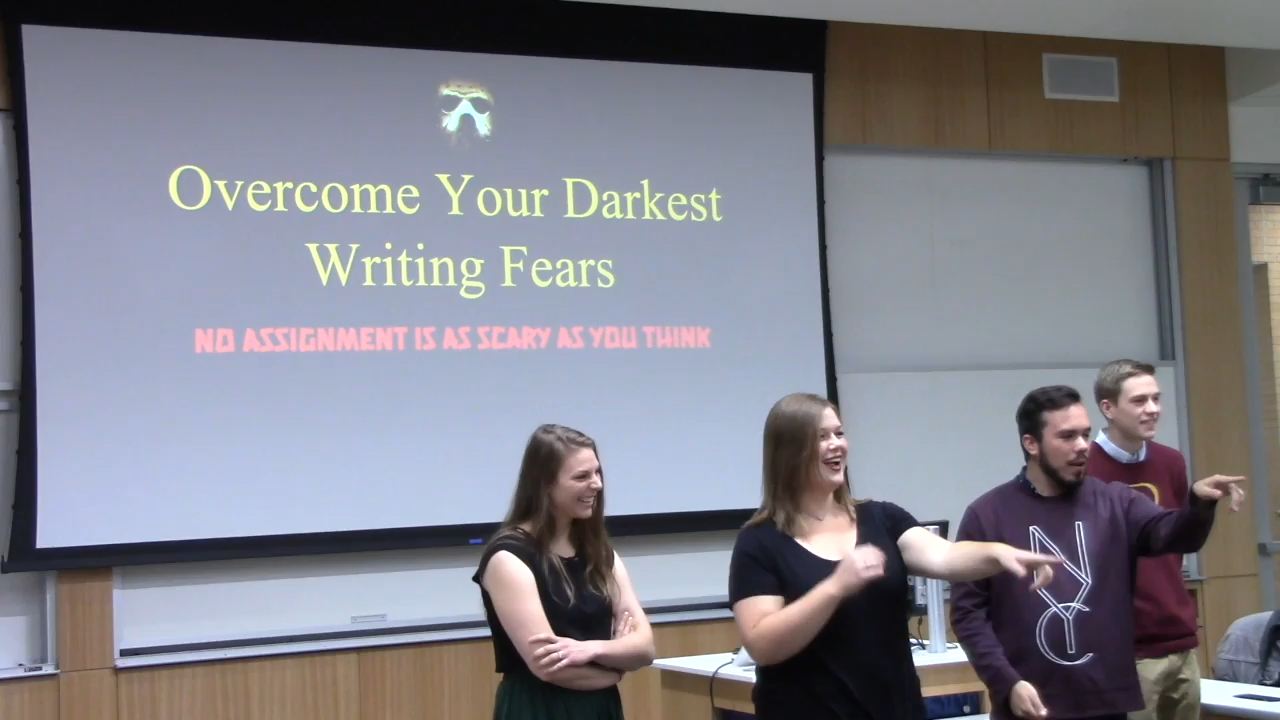 Overcome Your Darkest
Writing Fears
NO ASSIGNMENT IS AS SCARY AS YOU THINK
NYC